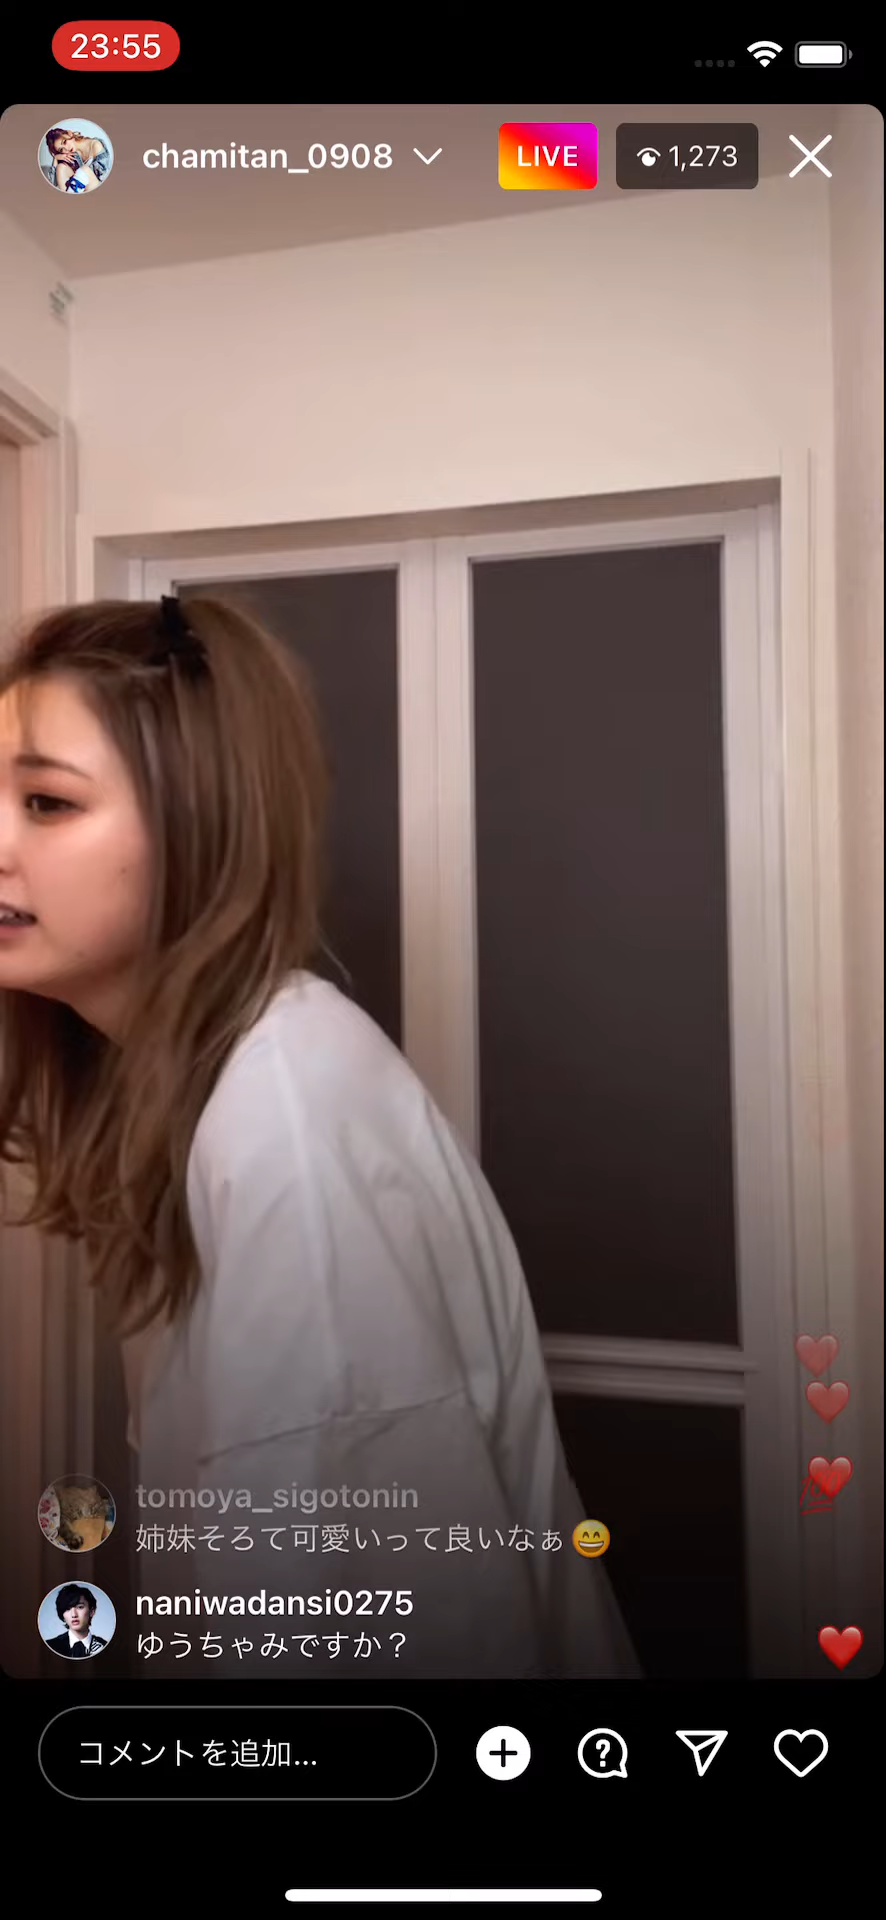 23:55
chamitan_0908
LIVE
1,273
tomoya_sigotonin
姉妹そろて可愛いって良いなぁ😄
naniwadansi0275
ゆうちゃみですか？
コメントを追加...